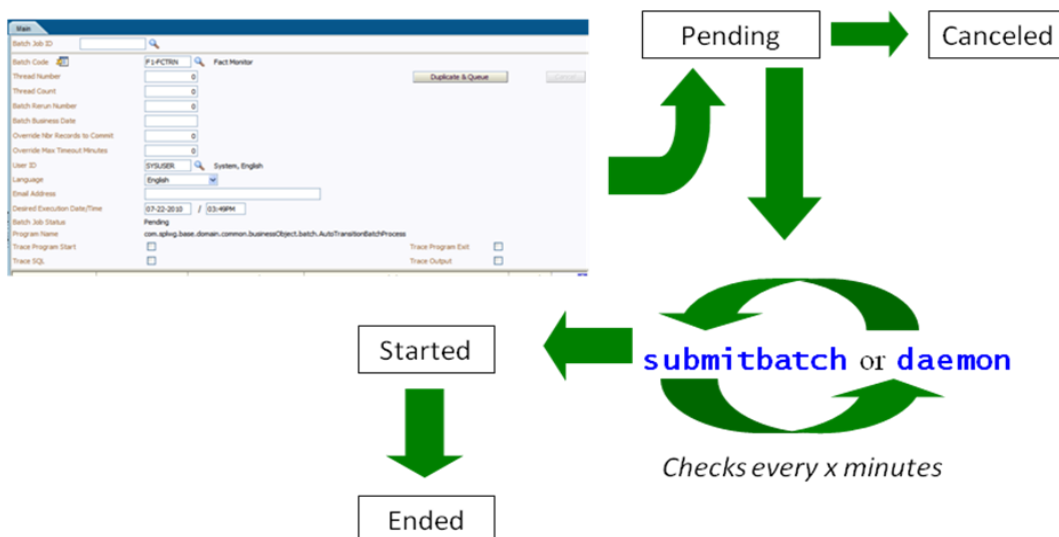 Main
Batch Job ID
Batch Code F1-FCTRN Fact Monitor
Thread Number 0 Duplicate & Queue Cancel
Thread Count 0
Batch Rerun Number 0
Batch Business Date
Override Nbr Records to Commit 0
Override Max Timeout Minutes 0
User ID SYSUSER System, English
Language English
Email Address
Desired Execution Date/Time 07-22-2010 / 03:49PM
Batch Job Status Pending
Program Name com.splwg.base.domain.common.businessObject.batch.AutoTransitionBatchProcess
Trace Program Start Trace Program Exit
Trace SQL Trace Output
Pending
Canceled
submitbatch or daemon
Checks every x minutes
Started
Ended